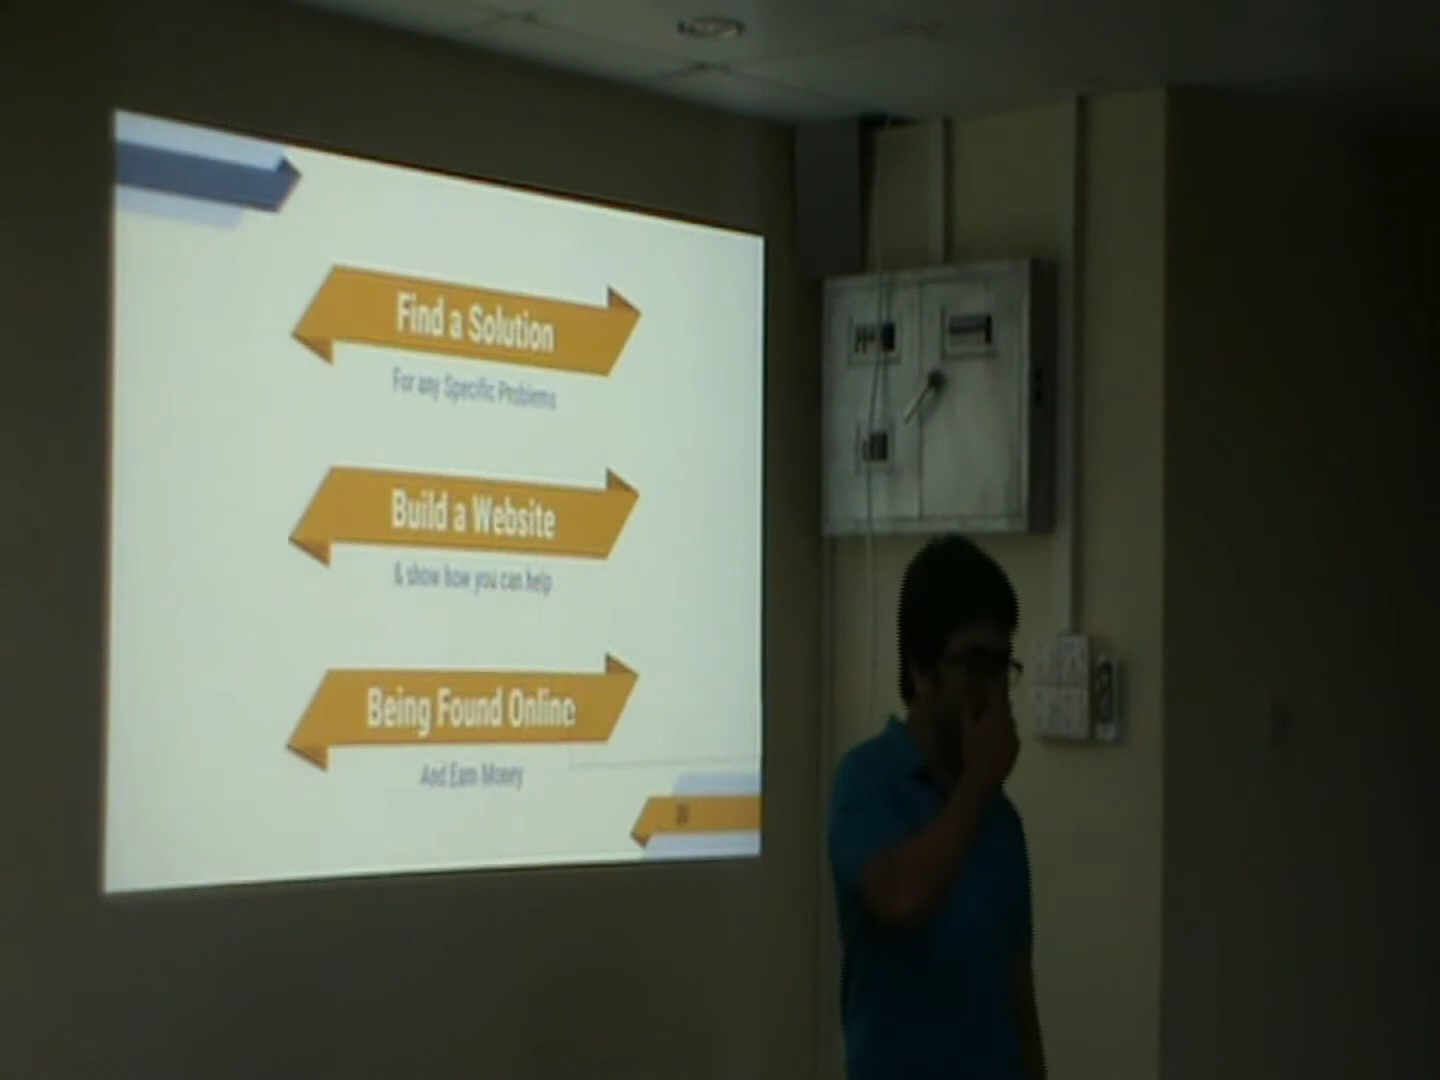 Find a Solution
For any Specific Problems
Build a Website
& show how you can help
Being Found Online
And Earn Money